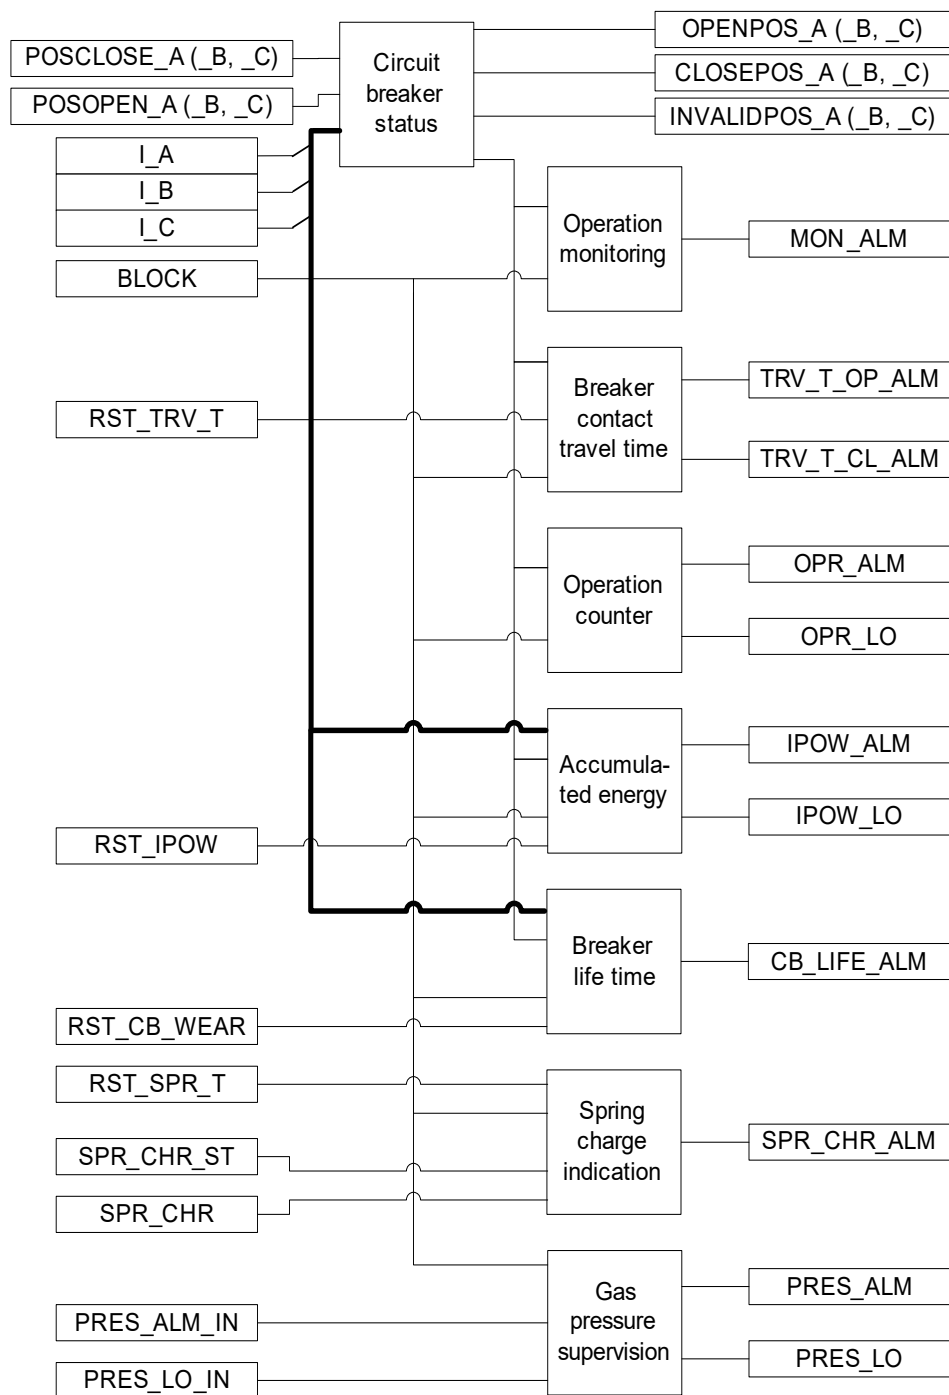 POSCLOSE_A (_B, _C)
POSOPEN_A (_B, _C)
I_A
I_B
I_C
BLOCK
RST_TRV_T
RST_IPOW
RST_CB_WEAR
RST_SPR_T
SPR_CHR_ST
SPR_CHR
PRES_ALM_IN
PRES_LO_IN
Circuit
breaker
status
Operation
monitoring
Breaker
contact
travel time
Operation
counter
Accumula-
ted energy
Breaker
life time
Spring
charge
indication
Gas
pressure
supervision
OPENPOS_A (_B, _C)
CLOSEPOS_A (_B, _C)
INVALIDPOS_A (_B, _C)
MON_ALM
TRV_T_OP_ALM
TRV_T_CL_ALM
OPR_ALM
OPR_LO
IPOW_ALM
IPOW_LO
CB_LIFE_ALM
SPR_CHR_ALM
PRES_ALM
PRES_LO